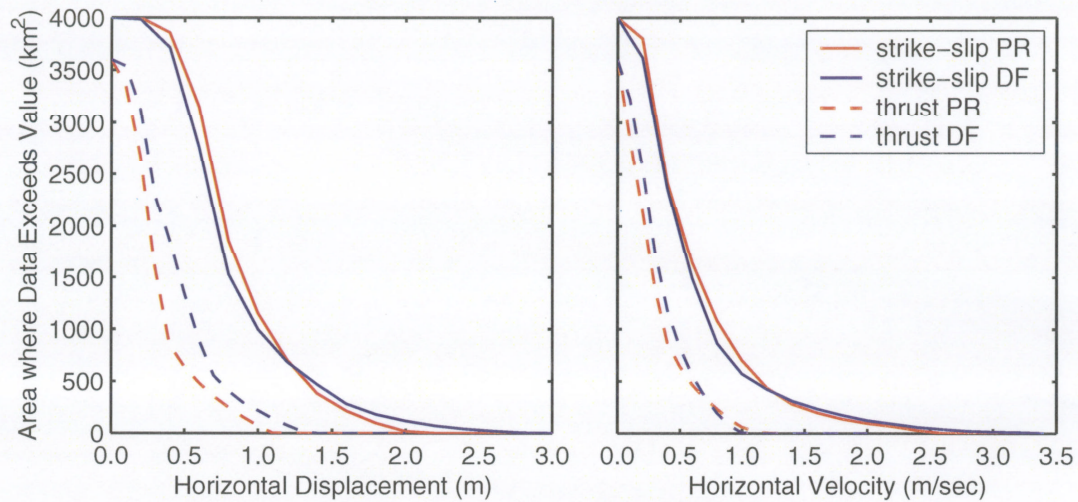 Area where Data Exceeds Value (km²)
4000
3500
3000
2500
2000
1500
1000
500
0
0.0 0.5 1.0 1.5 2.0 2.5 3.0
Horizontal Displacement (m)
strike-slip PR
strike-slip DF
thrust PR
thrust DF
0.0 0.5 1.0 1.5 2.0 2.5 3.0 3.5
Horizontal Velocity (m/sec)